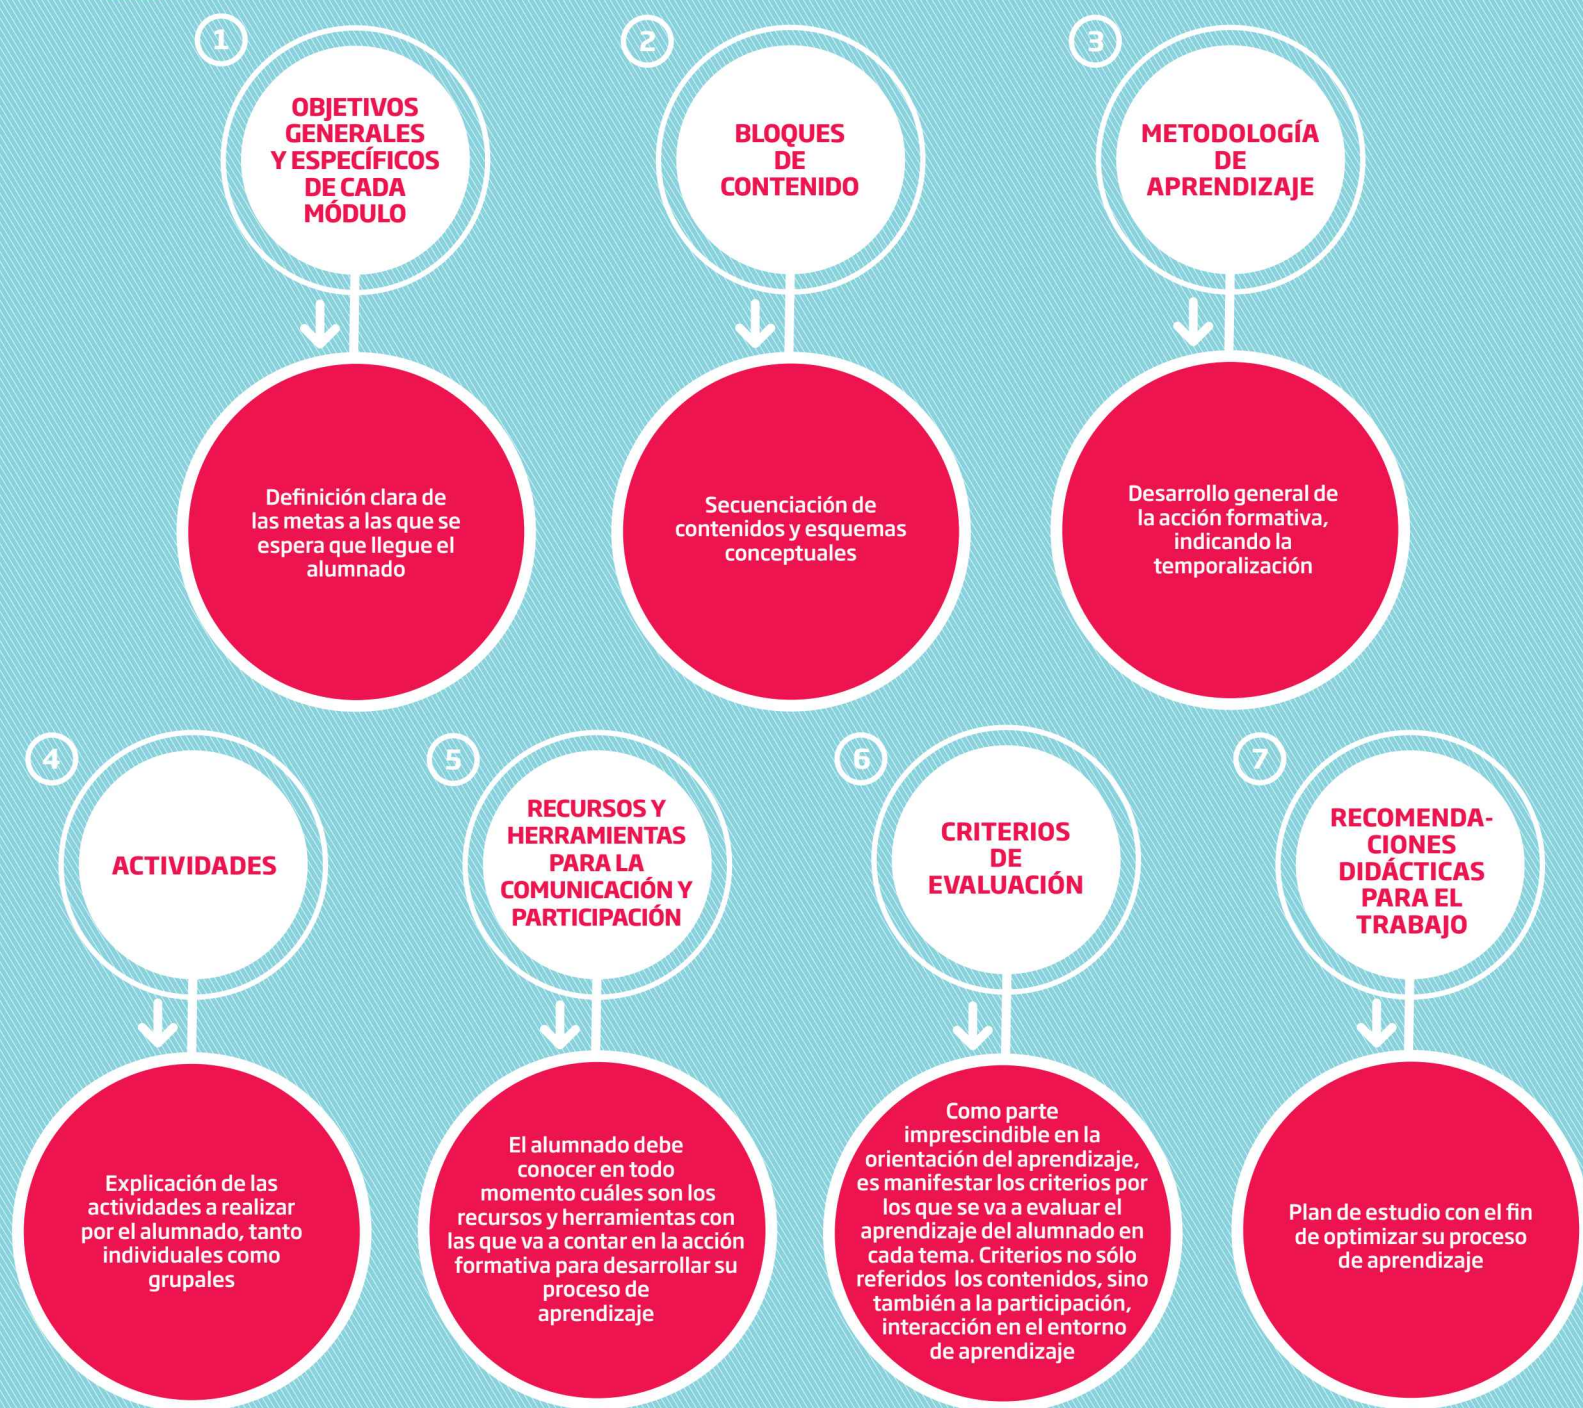 1
OBJETIVOS
GENERALES
Y ESPECÍFICOS
DE CADA
MÓDULO
Definición clara de
las metas a las que se
espera que llegue el
alumnado
2
BLOQUES
DE
CONTENIDO
Secuenciación de
contenidos y esquemas
conceptuales
3
METODOLOGÍA
DE
APRENDIZAJE
Desarrollo general de
la acción formativa,
indicando la
temporalización
4
ACTIVIDADES
Explicación de las
actividades a realizar
por el alumnado, tanto
individuales como
grupales
5
RECURSOS Y
HERRAMIENTAS
PARA LA
COMUNICACIÓN Y
PARTICIPACIÓN
El alumnado debe
conocer en todo
momento cuáles son los
recursos y herramientas con
las que va a contar en la acción
formativa para desarrollar su
proceso de
aprendizaje
6
CRITERIOS
DE
EVALUACIÓN
Como parte
imprescindible en la
orientación del aprendizaje,
es manifestar los criterios por
los que se va a evaluar el
aprendizaje del alumnado en
cada tema. Criterios no sólo
referidos los contenidos, sino
también a la participación,
interacción en el entorno
de aprendizaje
7
RECOMENDA-
CIONES
DIDÁCTICAS
PARA EL
TRABAJO
Plan de estudio con el fin
de optimizar su proceso
de aprendizaje